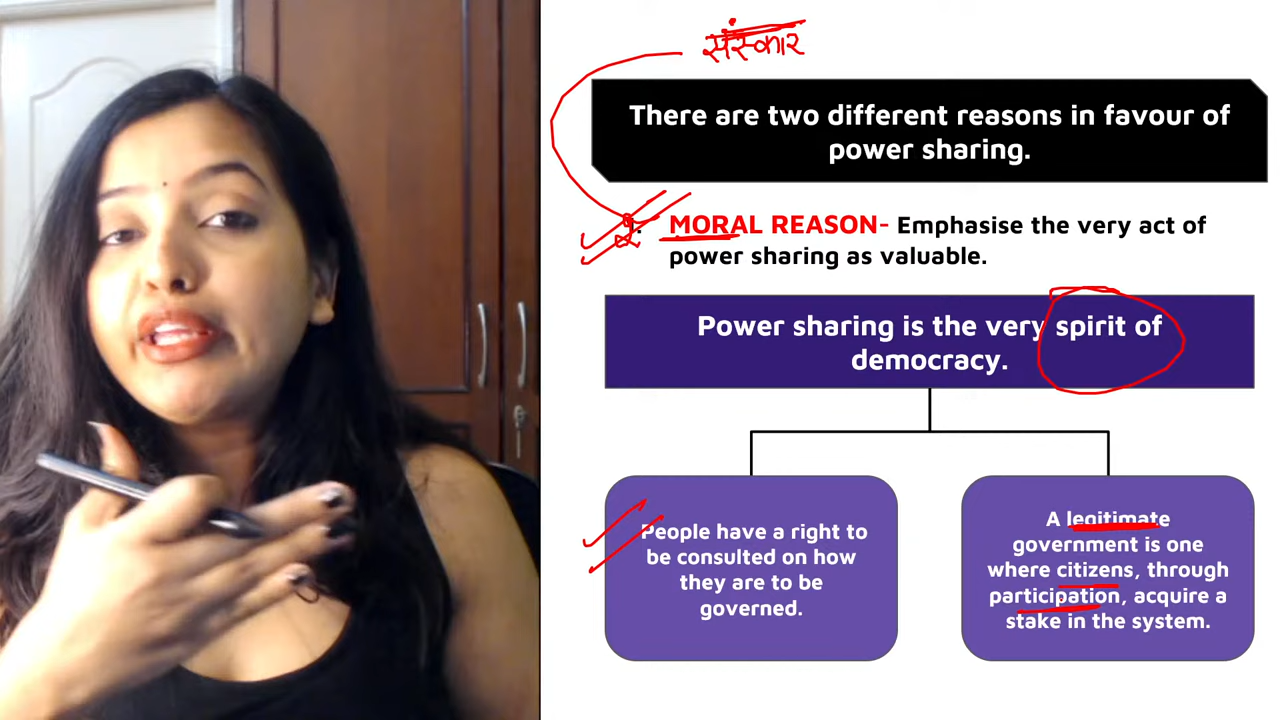 संस्कार
There are two different reasons in favour of
power sharing.
MORAL REASON- Emphasise the very act of
power sharing as valuable.
Power sharing is the very spirit of
democracy.
People have a right to
be consulted on how
they are to be
governed.
A legitimate
government is one
where citizens, through
participation, acquire a
stake in the system.